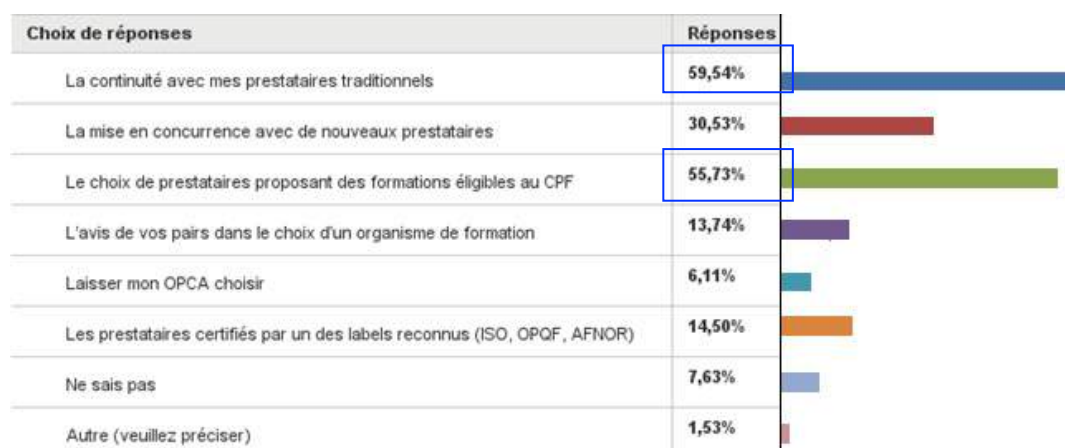 Choix de réponses Réponses
La continuité avec mes prestataires traditionnels 59,54%
La mise en concurrence avec de nouveaux prestataires 30,53%
Le choix de prestataires proposant des formations éligibles au CPF 55,73%
L'avis de vos pairs dans le choix d'un organisme de formation 13,74%
Laisser mon OPCA choisir 6,11%
Les prestataires certifiés par un des labels reconnus (ISO, OPQF, AFNOR) 14,50%
Ne sais pas 7,63%
Autre (veuillez préciser) 1,53%